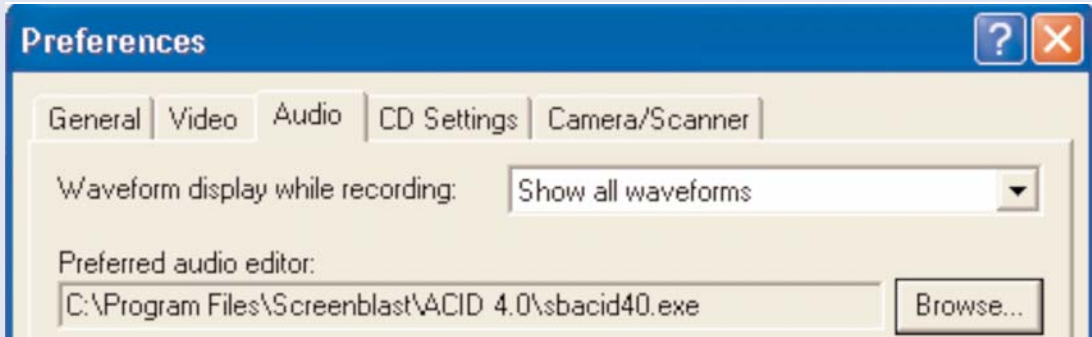 Preferences
?
General Video Audio CD Settings Camera/Scanner
Waveform display while recording: Show all waveforms
Preferred audio editor:
C:\Program Files\Screenblast\ACID 4.0\sbacid40.exe Browse...